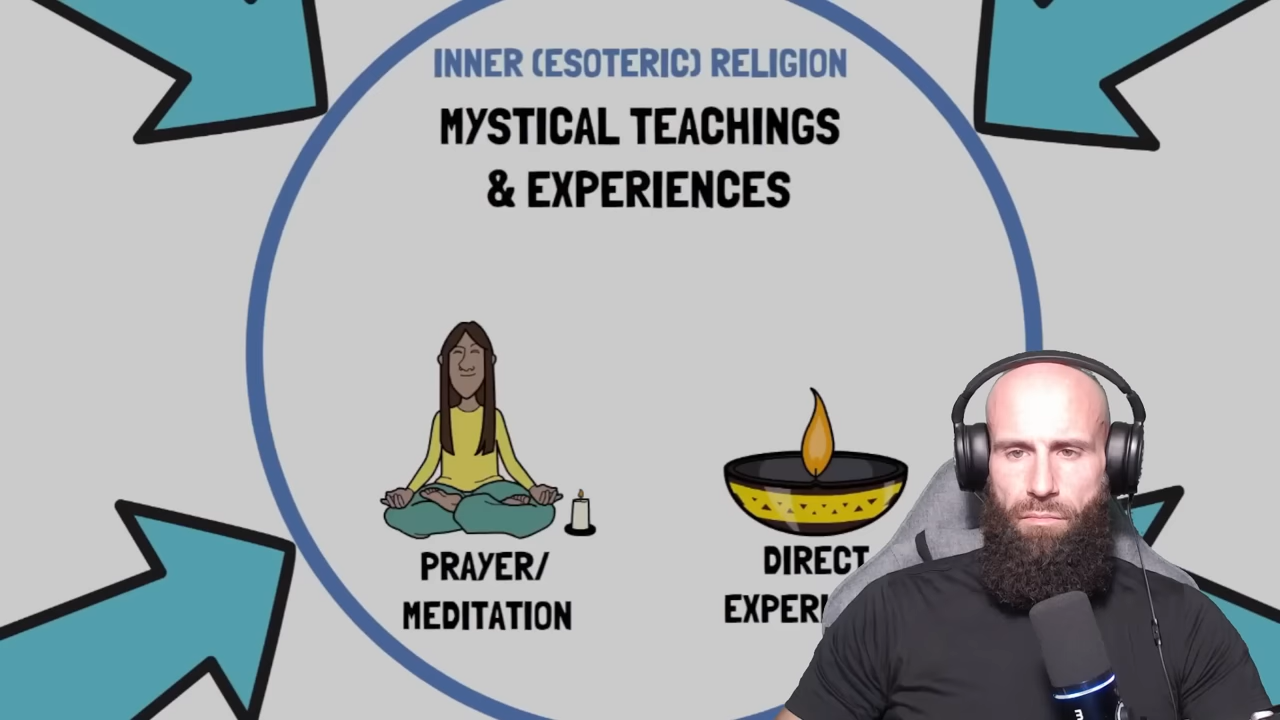 INNER (ESOTERIC) RELIGION
MYSTICAL TEACHINGS
& EXPERIENCES
PRAYER/
MEDITATION
DIRECT